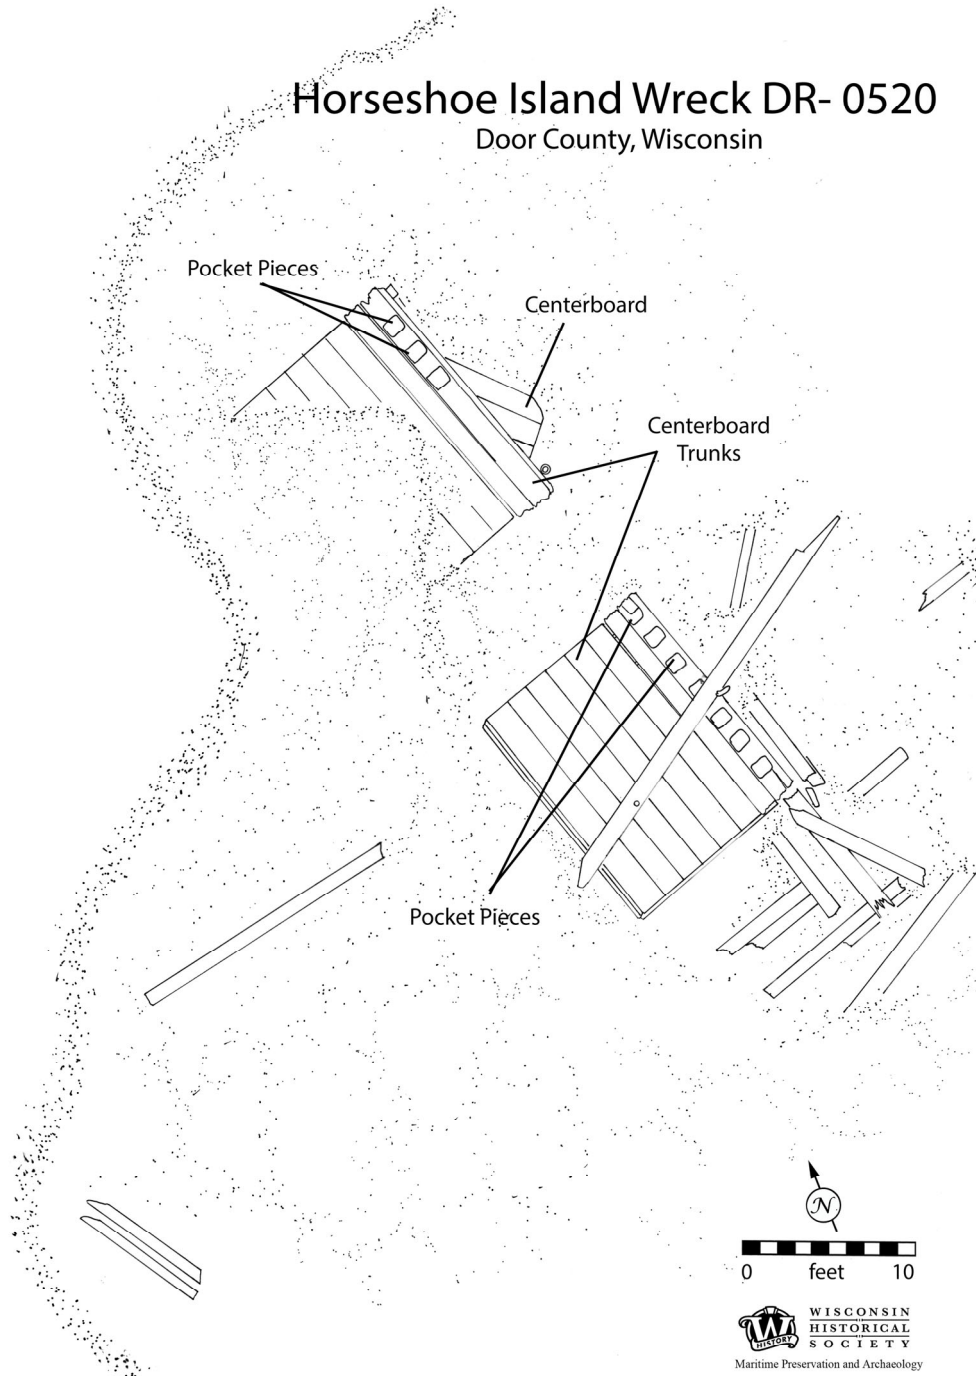 Horseshoe Island Wreck DR- 0520
Door County, Wisconsin
Pocket Pieces
Centerboard
Centerboard
Trunks
Pocket Pieces
N
0 feet 10
W
HISTORY
WISCONSIN
HISTORICAL
SOCIETY
Maritime Preservation and Archaeology